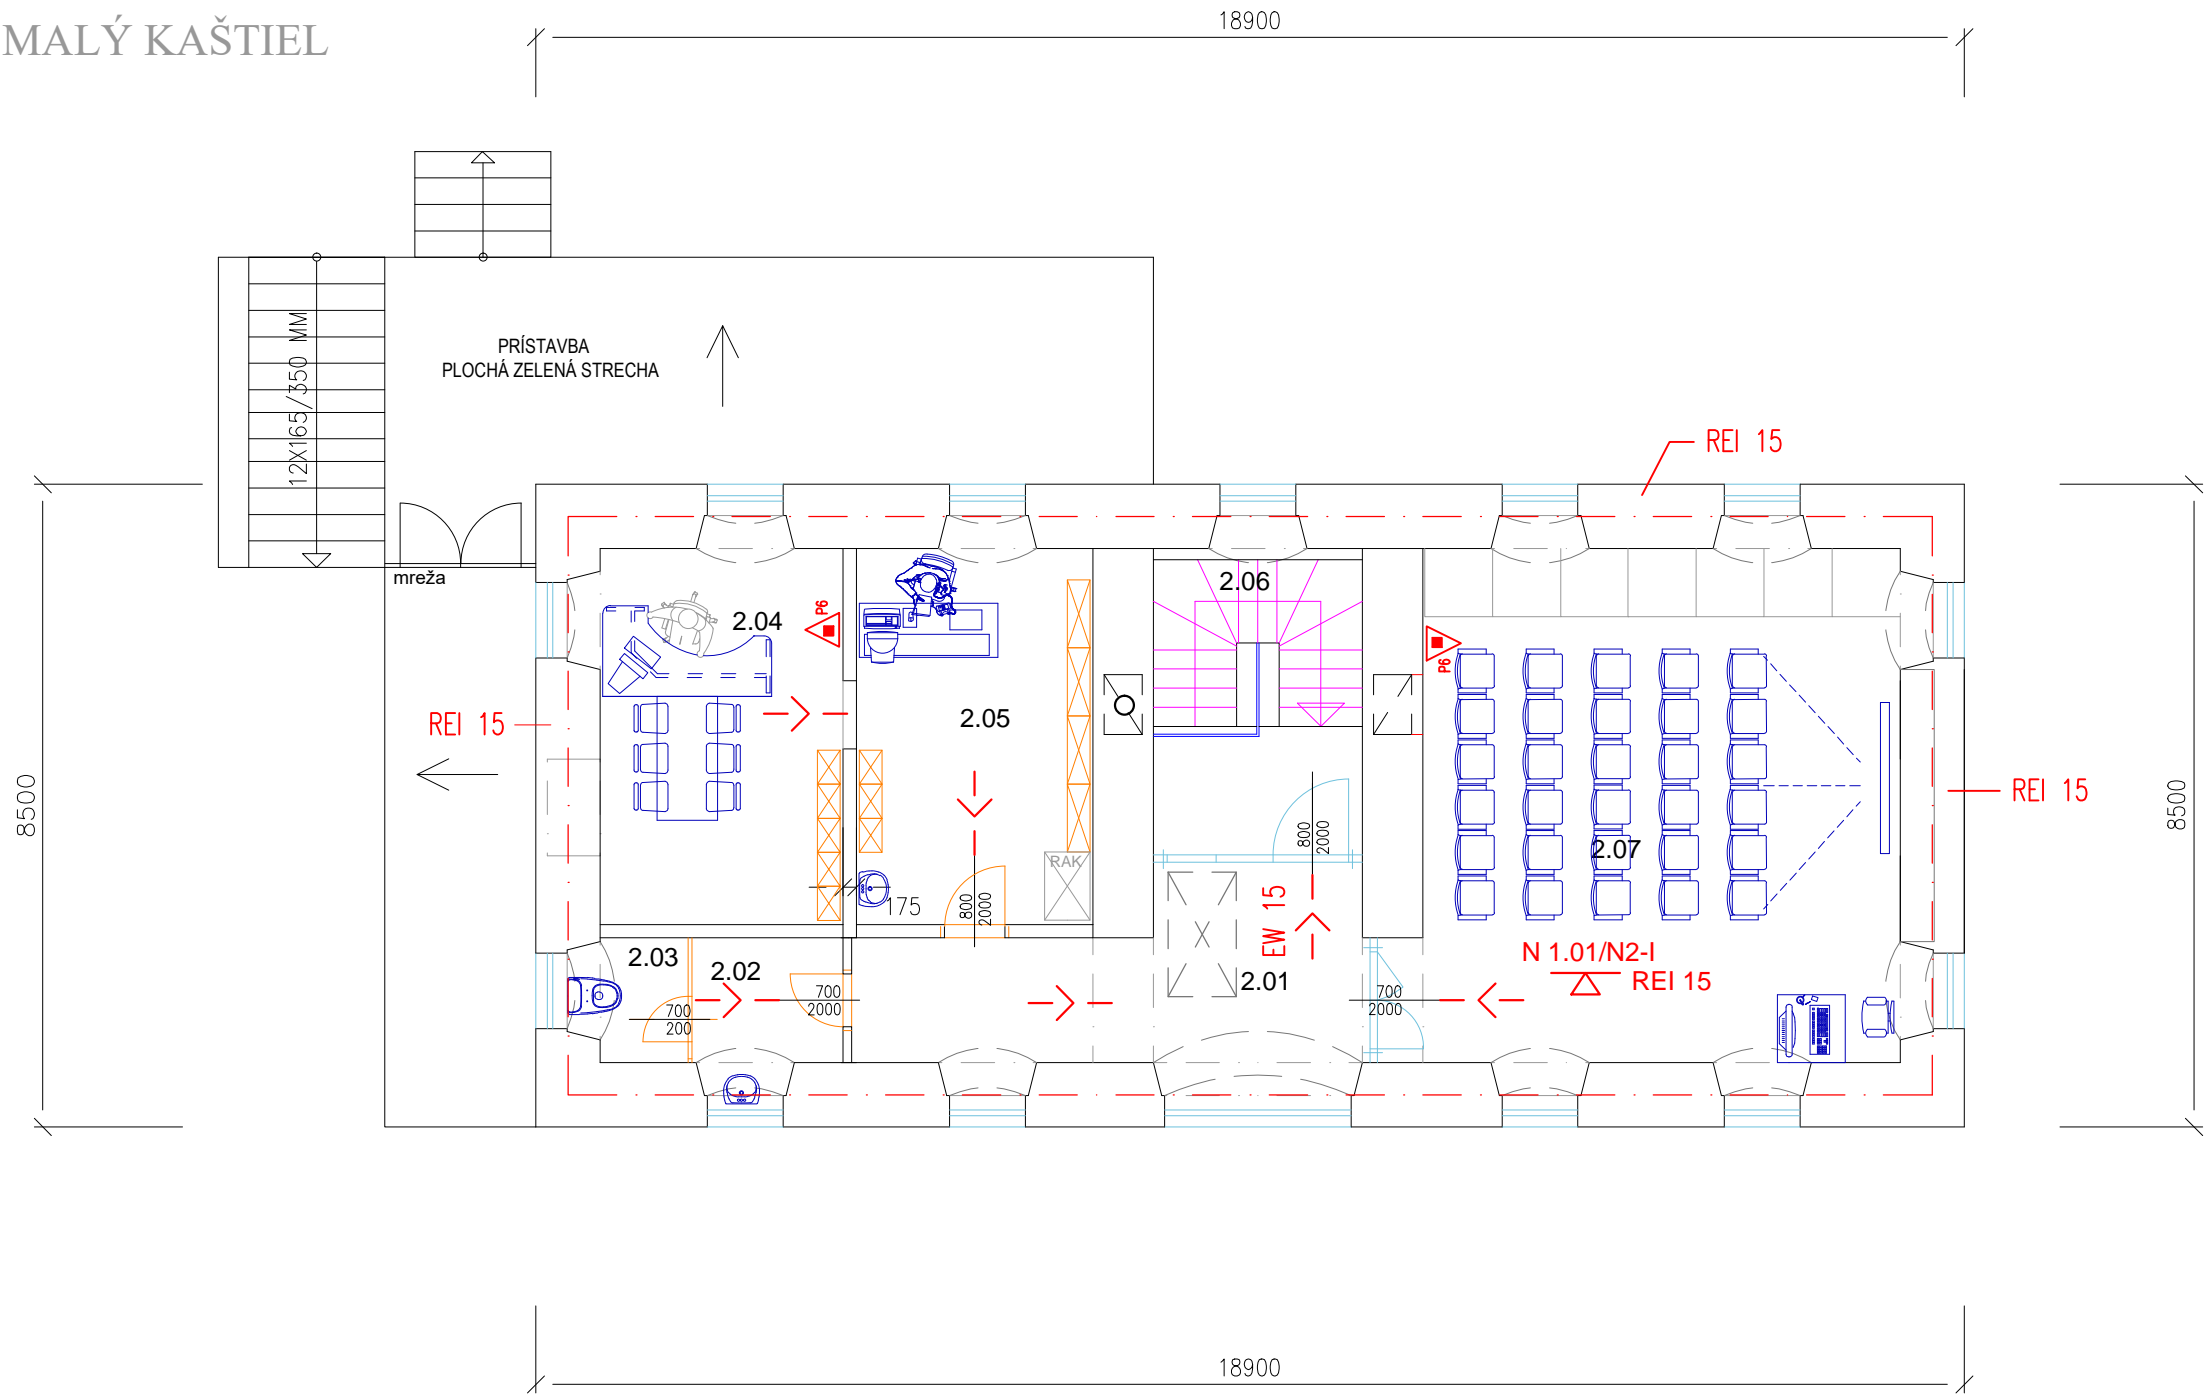 MALÝ KAŠTIEL
18900
PRÍSTAVBA
PLOCHÁ ZELENÁ STRECHA
12X165/350 MM
mreža
REI 15
2.06
2.04
P6
P6
2.05
REI 15
REI 15
8500
8500
800
2000
2.07
RAK
175
800
2000
EW 15
N 1.01/N2-I
REI 15
2.03
2.02
2.01
700
2000
700
2000
700
200
18900